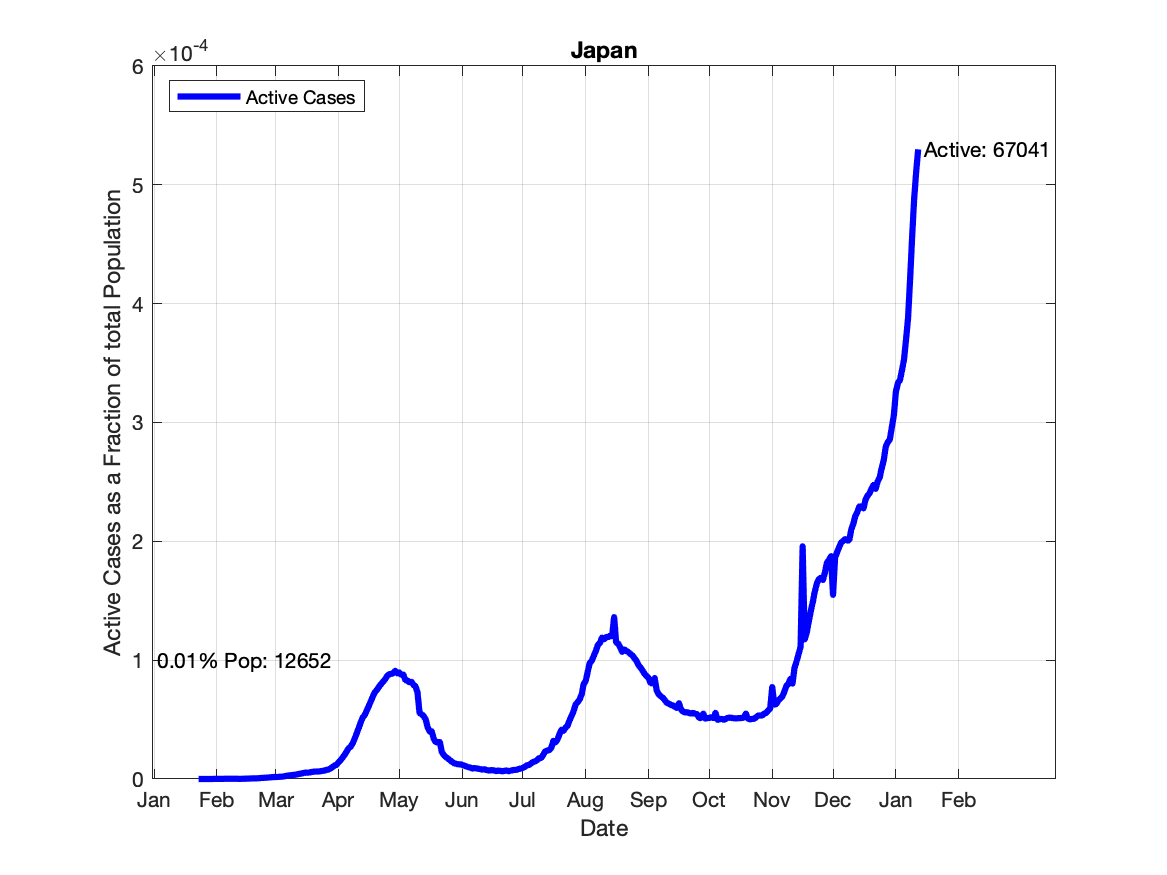 Japan
×10-4
6
Active Cases
Active: 67041
5
4
3
2
1
0.01% Pop: 12652
0
Active Cases as a Fraction of total Population
Jan Feb Mar Apr May Jun Jul Aug Sep Oct Nov Dec Jan Feb
Date